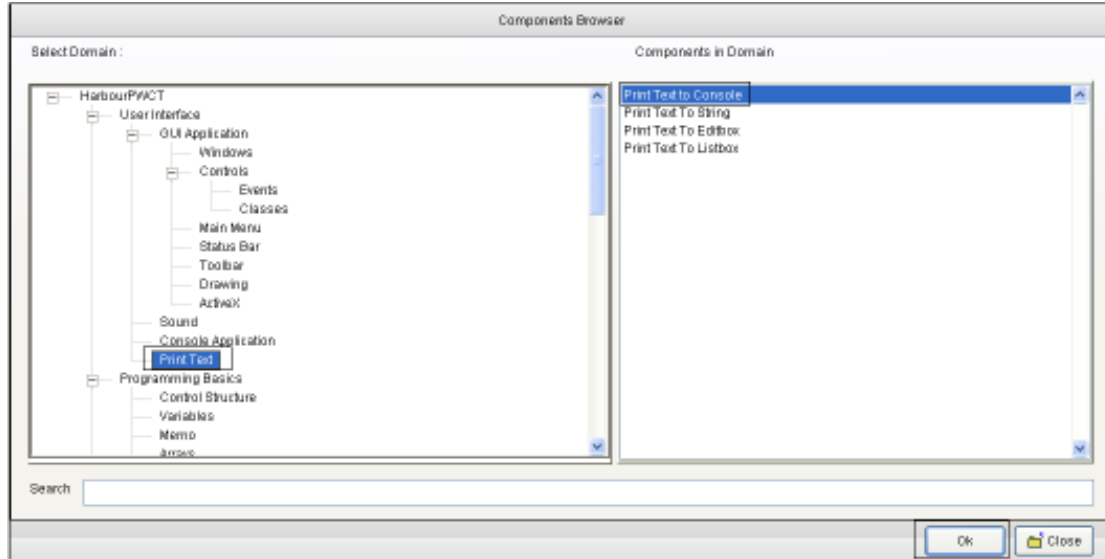 Components Browser
Select Domain :
Components in Domain
HarbourPWCT
User Interface
GUI Application
Windows
Controls
Events
Classes
Main Menu
Status Bar
Toolbar
Drawing
ActiveX
Sound
Console Application
Print Text
Programming Basics
Control Structure
Variables
Memo
Arrays
Print Text to Console
Print Text To String
Print Text To Editbox
Print Text To Listbox
Search
Ok
Close